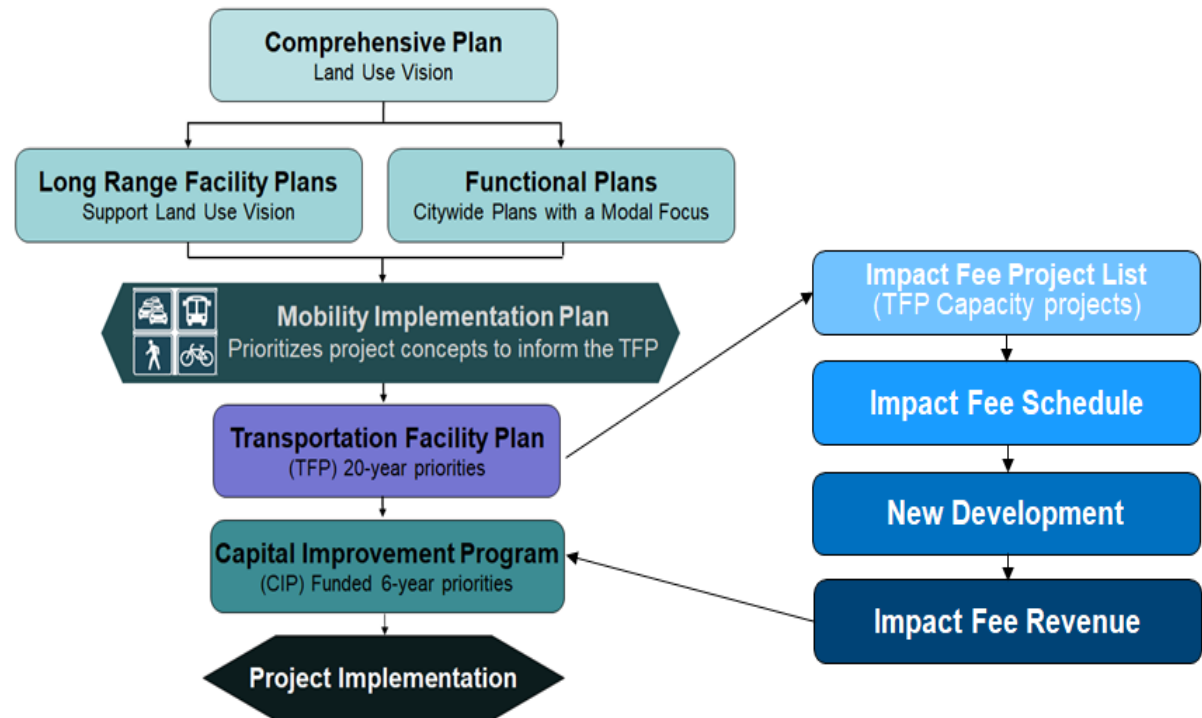 Comprehensive Plan
Land Use Vision
Long Range Facility Plans
Support Land Use Vision
Functional Plans
Citywide Plans with a Modal Focus
Mobility Implementation Plan
Prioritizes project concepts to inform the TFP
Transportation Facility Plan
(TFP) 20-year priorities
Capital Improvement Program
(CIP) Funded 6-year priorities
Project Implementation
Impact Fee Project List
(TFP Capacity projects)
Impact Fee Schedule
New Development
Impact Fee Revenue